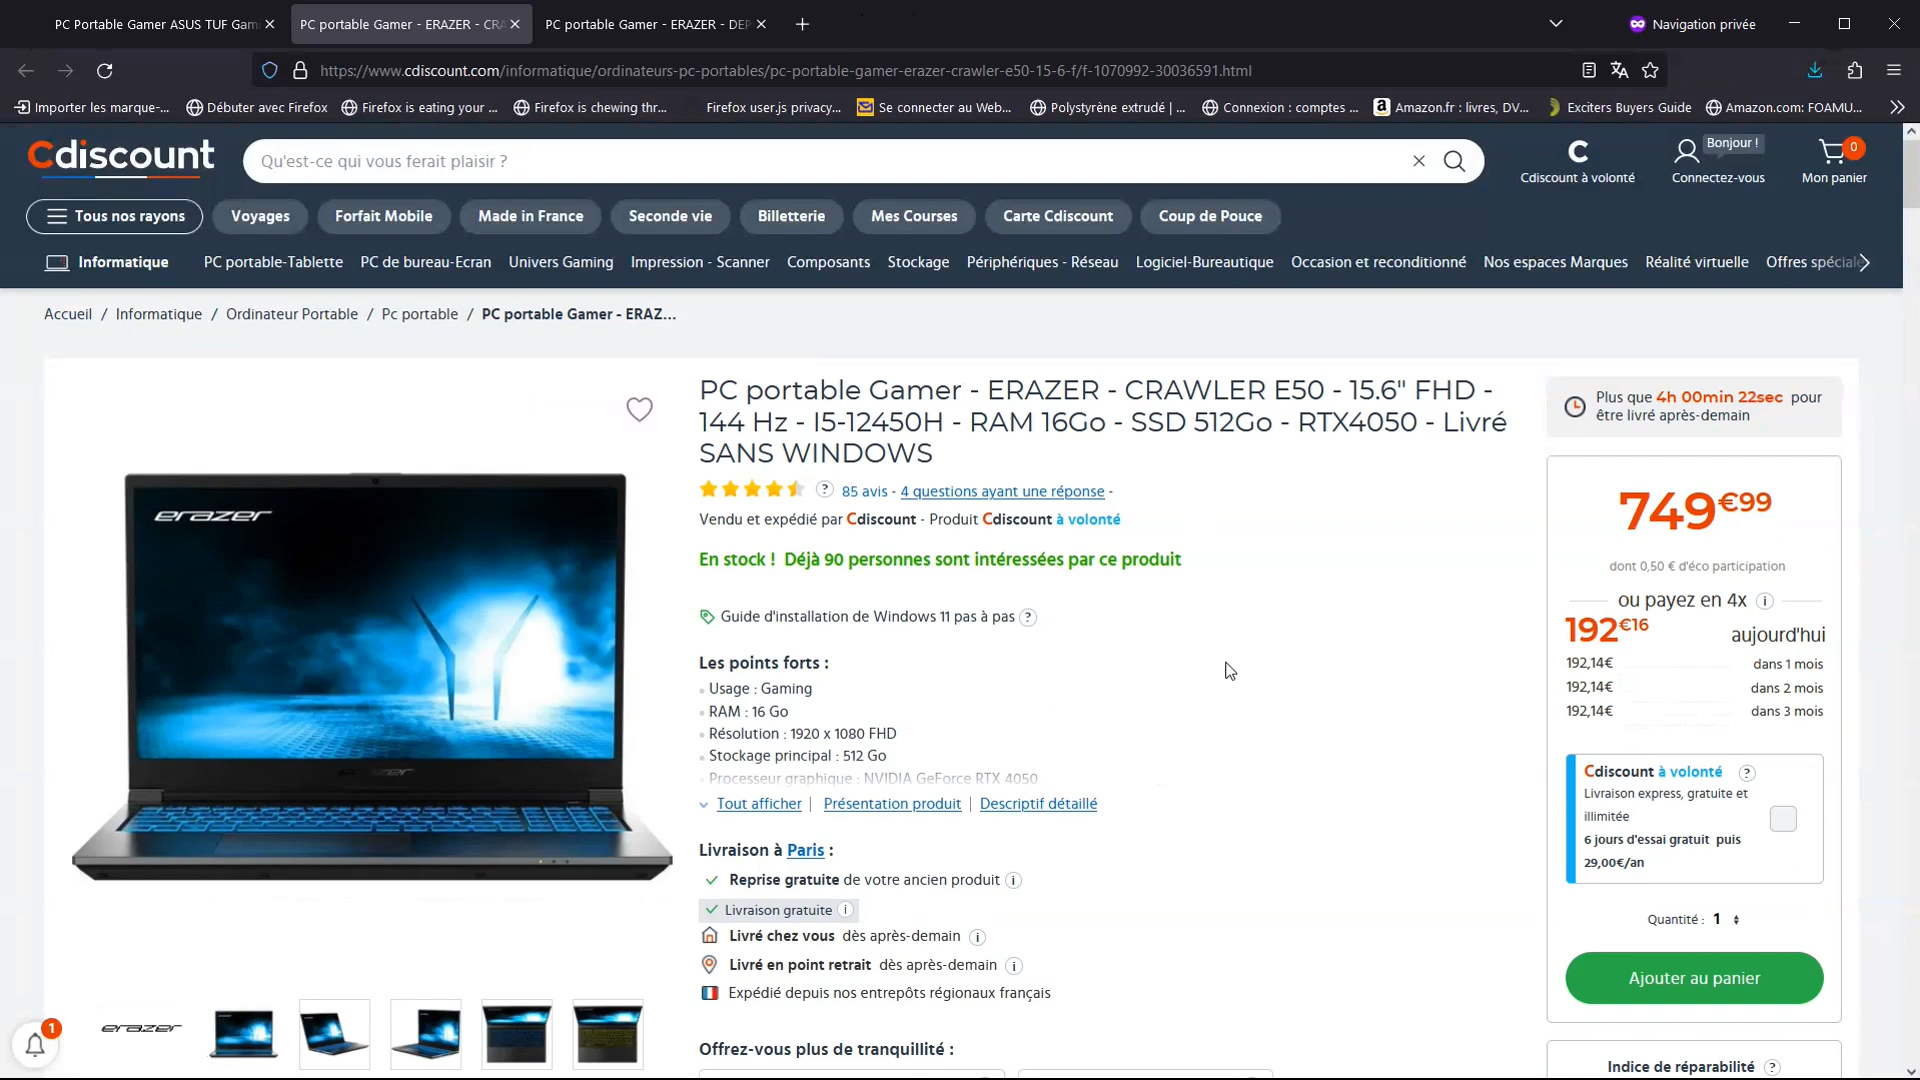 PC Portable Gamer ASUS TUF Gam
PC portable Gamer - ERAZER - CRA
PC portable Gamer - ERAZER - DEP
Navigation privée
https://www.cdiscount.com/informatique/ordinateurs-pc-portables/pc-portable-gamer-erazer-crawler-e50-15-6-f/f-1070992-30036591.html
Importer les marque-...
Débuter avec Firefox
Firefox is eating your ...
Firefox is chewing thr...
Firefox user.js privacy...
Se connecter au Web...
Polystyrène extrudé | ...
Connexion : comptes ...
Amazon.fr : livres, DV...
Exciters Buyers Guide
Amazon.com: FOAMU...
Cdiscount
Qu'est-ce qui vous ferait plaisir ?
C
Cdiscount à volonté
Bonjour !
Connectez-vous
0
Mon panier
Tous nos rayons
Voyages
Forfait Mobile
Made in France
Seconde vie
Billetterie
Mes Courses
Carte Cdiscount
Coup de Pouce
Informatique
PC portable-Tablette
PC de bureau-Ecran
Univers Gaming
Impression - Scanner
Composants
Stockage
Périphériques - Réseau
Logiciel-Bureautique
Occasion et reconditionné
Nos espaces Marques
Réalité virtuelle
Offres spéciale
Accueil / Informatique / Ordinateur Portable / Pc portable / PC portable Gamer - ERAZ...
erazer
erazer
erazer
PC portable Gamer - ERAZER - CRAWLER E50 - 15.6" FHD -
144 Hz - I5-12450H - RAM 16Go - SSD 512Go - RTX4050 - Livré
SANS WINDOWS
? 85 avis - 4 questions ayant une réponse -
Vendu et expédié par Cdiscount - Produit Cdiscount à volonté
En stock ! Déjà 90 personnes sont intéressées par ce produit
Guide d'installation de Windows 11 pas à pas ?
Les points forts :
Usage : Gaming
RAM : 16 Go
Résolution : 1920 x 1080 FHD
Stockage principal : 512 Go
Processeur graphique : NVIDIA GeForce RTX 4050
Tout afficher | Présentation produit | Descriptif détaillé
Livraison à Paris :
Reprise gratuite de votre ancien produit i
Livraison gratuite i
Livré chez vous dès après-demain i
Livré en point retrait dès après-demain i
Expédié depuis nos entrepôts régionaux français
Offrez-vous plus de tranquillité :
Plus que 4h 00min 22sec pour
être livré après-demain
749€99
dont 0,50 € d'éco participation
ou payez en 4x i
192€16 aujourd'hui
192,14€ dans 1 mois
192,14€ dans 2 mois
192,14€ dans 3 mois
Cdiscount à volonté ?
Livraison express, gratuite et
illimitée
6 jours d'essai gratuit puis
29,00€/an
Quantité : 1
Ajouter au panier
Indice de réparabilité ?
1